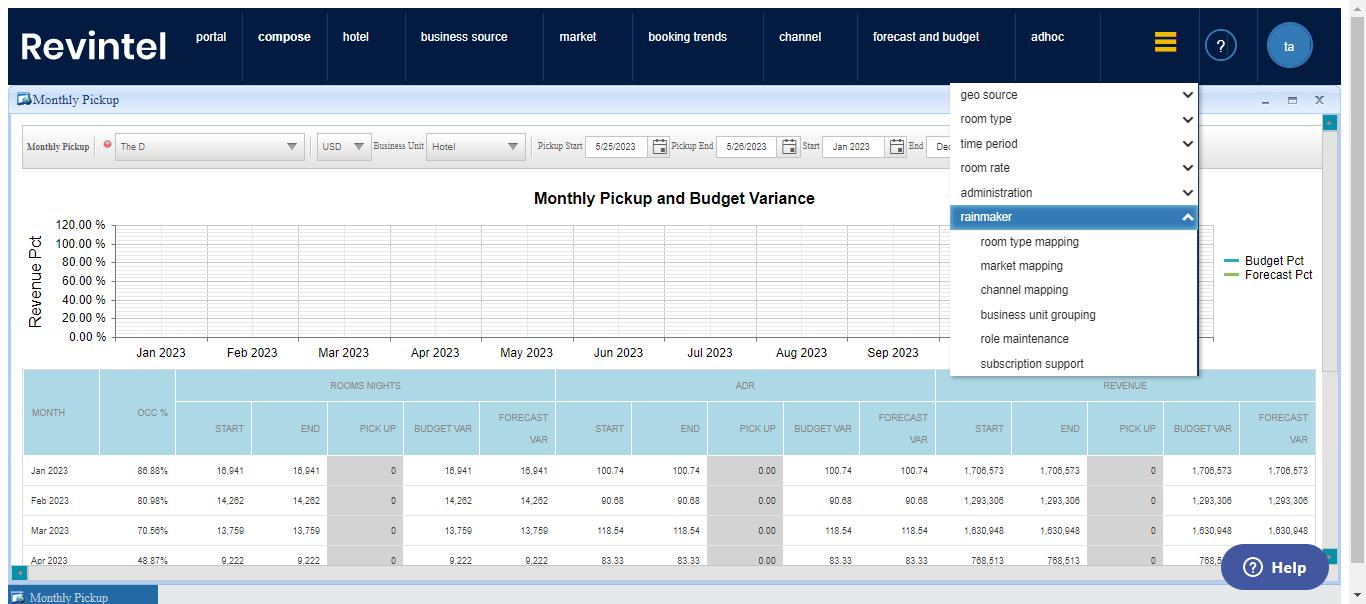 Revintel
portal
compose
hotel
business source
market
booking trends
channel
forecast and budget
adhoc
?
ta
Monthly Pickup
Monthly Pickup The D USD Business Unit Hotel Pickup Start 5/25/2023 Pickup End 5/26/2023 Start Jan 2023 End Dec
geo source
room type
time period
room rate
administration
rainmaker
room type mapping
market mapping
channel mapping
business unit grouping
role maintenance
subscription support
Monthly Pickup and Budget Variance
Revenue Pct
120.00 %
100.00 %
80.00 %
60.00 %
40.00 %
20.00 %
0.00 %
Jan 2023 Feb 2023 Mar 2023 Apr 2023 May 2023 Jun 2023 Jul 2023 Aug 2023 Sep 2023
Budget Pct
Forecast Pct
ROOMS NIGHTS ADR REVENUE
MONTH OCC % START END PICK UP BUDGET VAR FORECAST VAR START END PICK UP BUDGET VAR FORECAST VAR START END PICK UP BUDGET VAR FORECAST VAR
Jan 2023 86.88% 16,941 16,941 0 16,941 16,941 100.74 100.74 0.00 100.74 100.74 1,706,573 1,706,573 0 1,706,573 1,706,573
Feb 2023 80.98% 14,262 14,262 0 14,262 14,262 90.68 90.68 0.00 90.68 90.68 1,293,306 1,293,306 0 1,293,306 1,293,306
Mar 2023 70.56% 13,759 13,759 0 13,759 13,759 118.54 118.54 0.00 118.54 118.54 1,630,948 1,630,948 0 1,630,948 1,630,948
Apr 2023 48.87% 9,222 9,222 0 9,222 9,222 83.33 83.33 0.00 83.33 83.33 768,513 768,513 0 768,5
? Help
Monthly Pickup